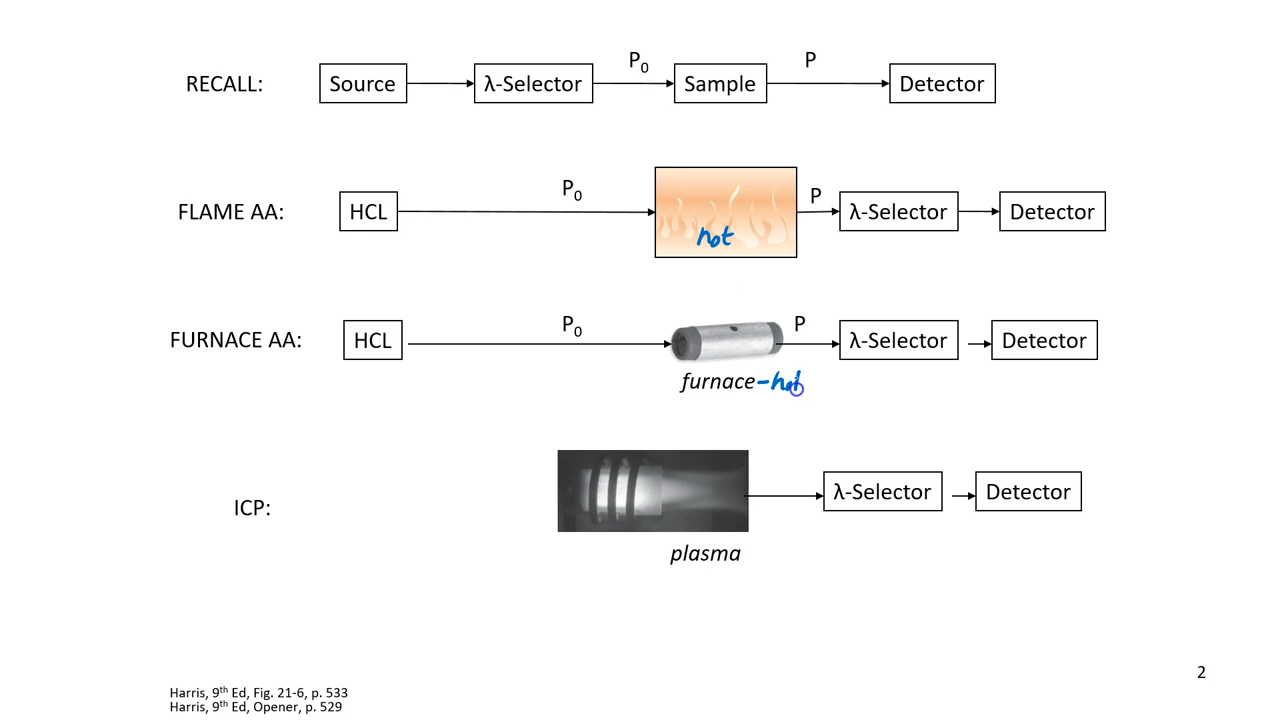 RECALL: Source λ-Selector P₀ Sample P Detector
FLAME AA: HCL P₀ hot P λ-Selector Detector
FURNACE AA: HCL P₀ P λ-Selector Detector
furnace -hot
ICP: λ-Selector Detector
plasma
2
Harris, 9th Ed, Fig. 21-6, p. 533
Harris, 9th Ed, Opener, p. 529